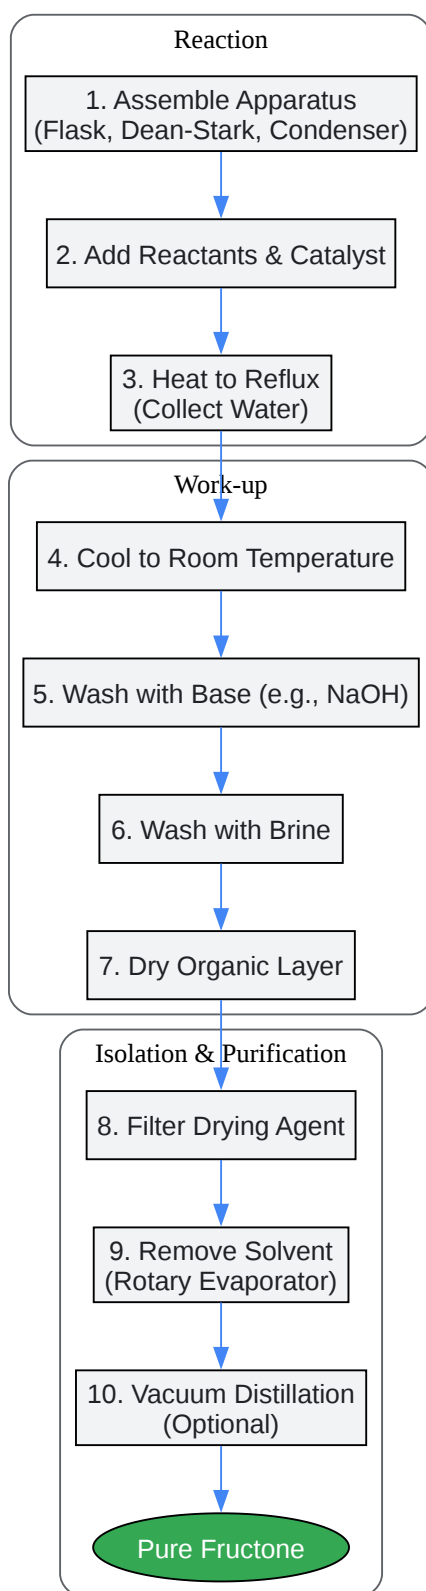 Reaction
1. Assemble Apparatus
(Flask, Dean-Stark, Condenser)
2. Add Reactants & Catalyst
3. Heat to Reflux
(Collect Water)
Work-up
4. Cool to Room Temperature
5. Wash with Base (e.g., NaOH)
6. Wash with Brine
7. Dry Organic Layer
Isolation & Purification
8. Filter Drying Agent
9. Remove Solvent
(Rotary Evaporator)
10. Vacuum Distillation
(Optional)
Pure Fructone